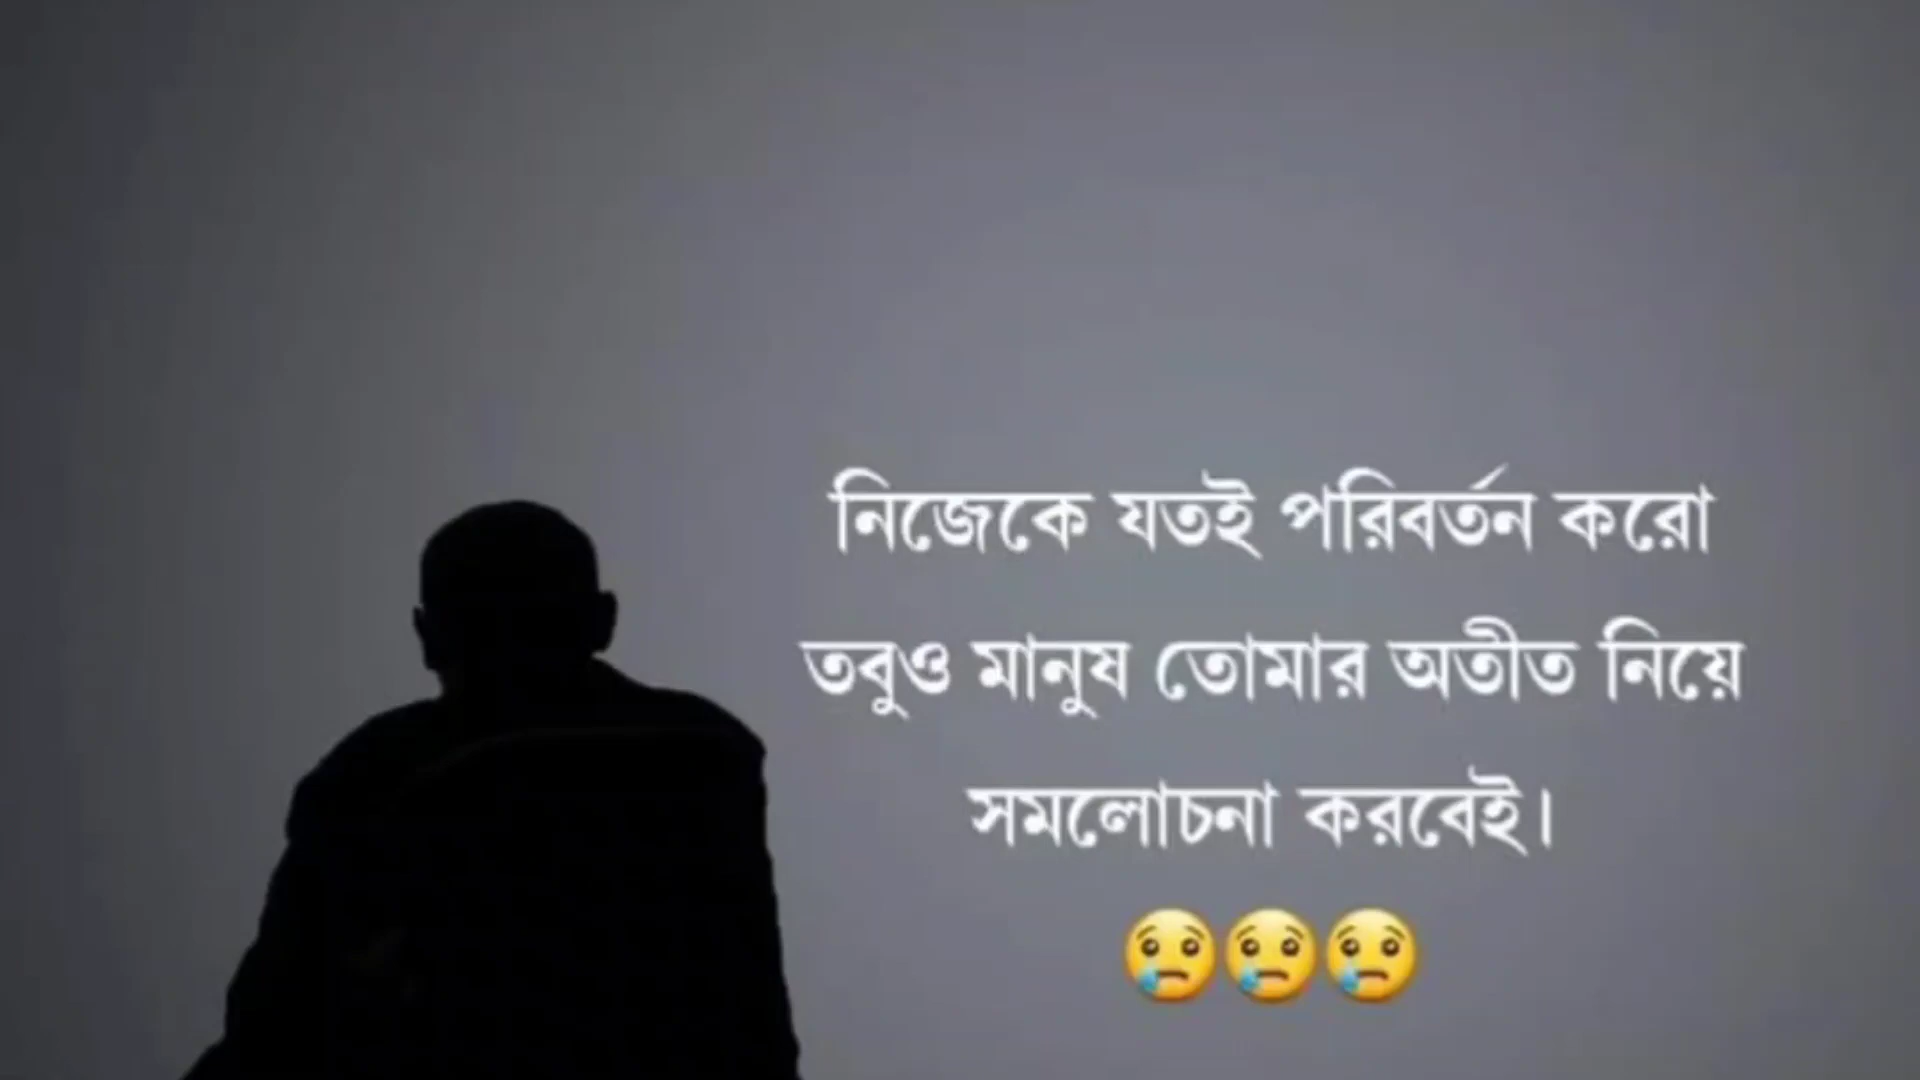 নিজেকে যতই পরিবর্তন করো
তবুও মানুষ তোমার অতীত নিয়ে
সমলোচনা করবেই।
😢😢😢